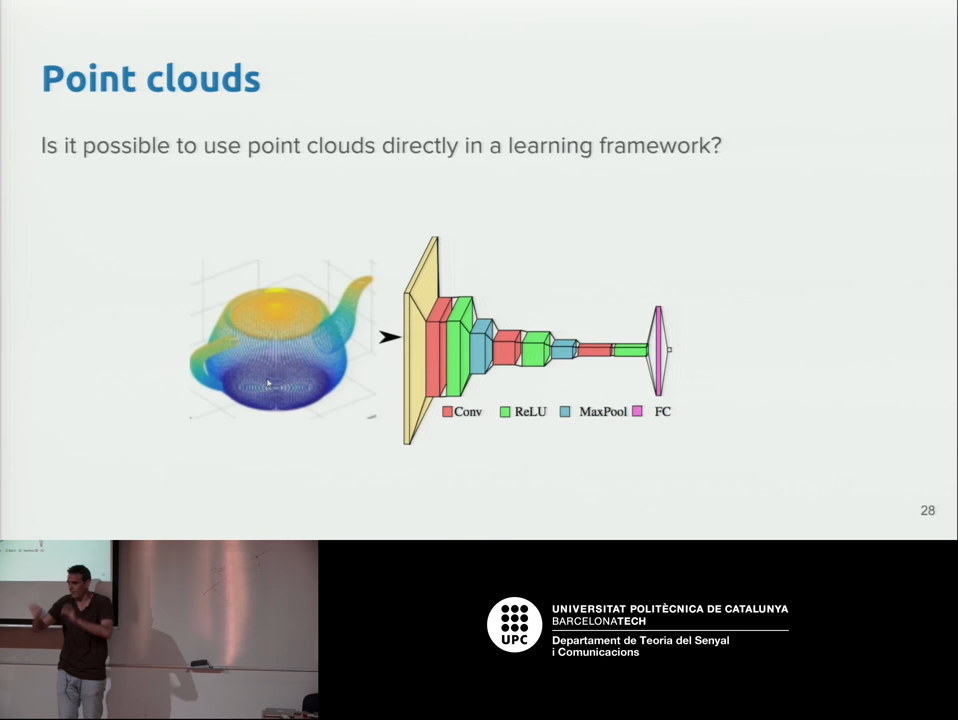 Point clouds
Is it possible to use point clouds directly in a learning framework?
Conv ReLU MaxPool FC
28
UPC
UNIVERSITAT POLITÈCNICA DE CATALUNYA
BARCELONATECH
Departament de Teoria del Senyal
i Comunicacions